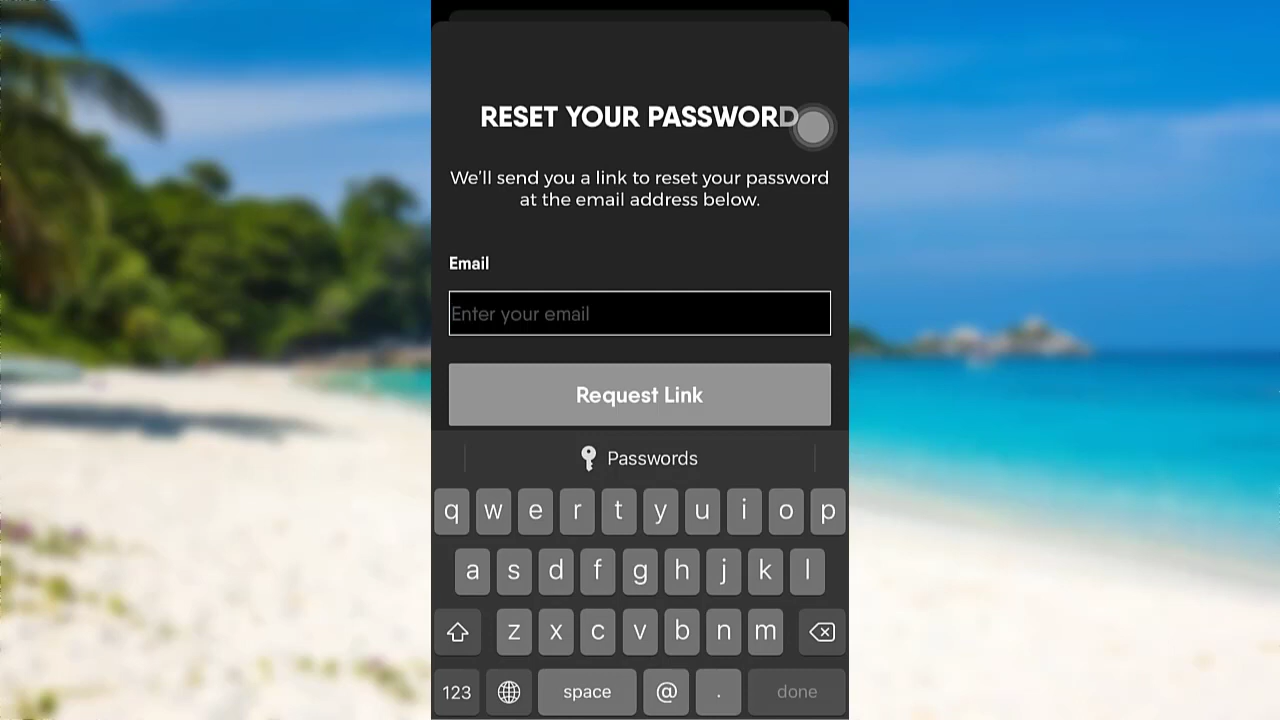 RESET YOUR PASSWORD
We'll send you a link to reset your password
at the email address below.
Email
Enter your email
Request Link
Passwords
q w e r t y u i o p
a s d f g h j k l
z x c v b n m
123 space @ . done